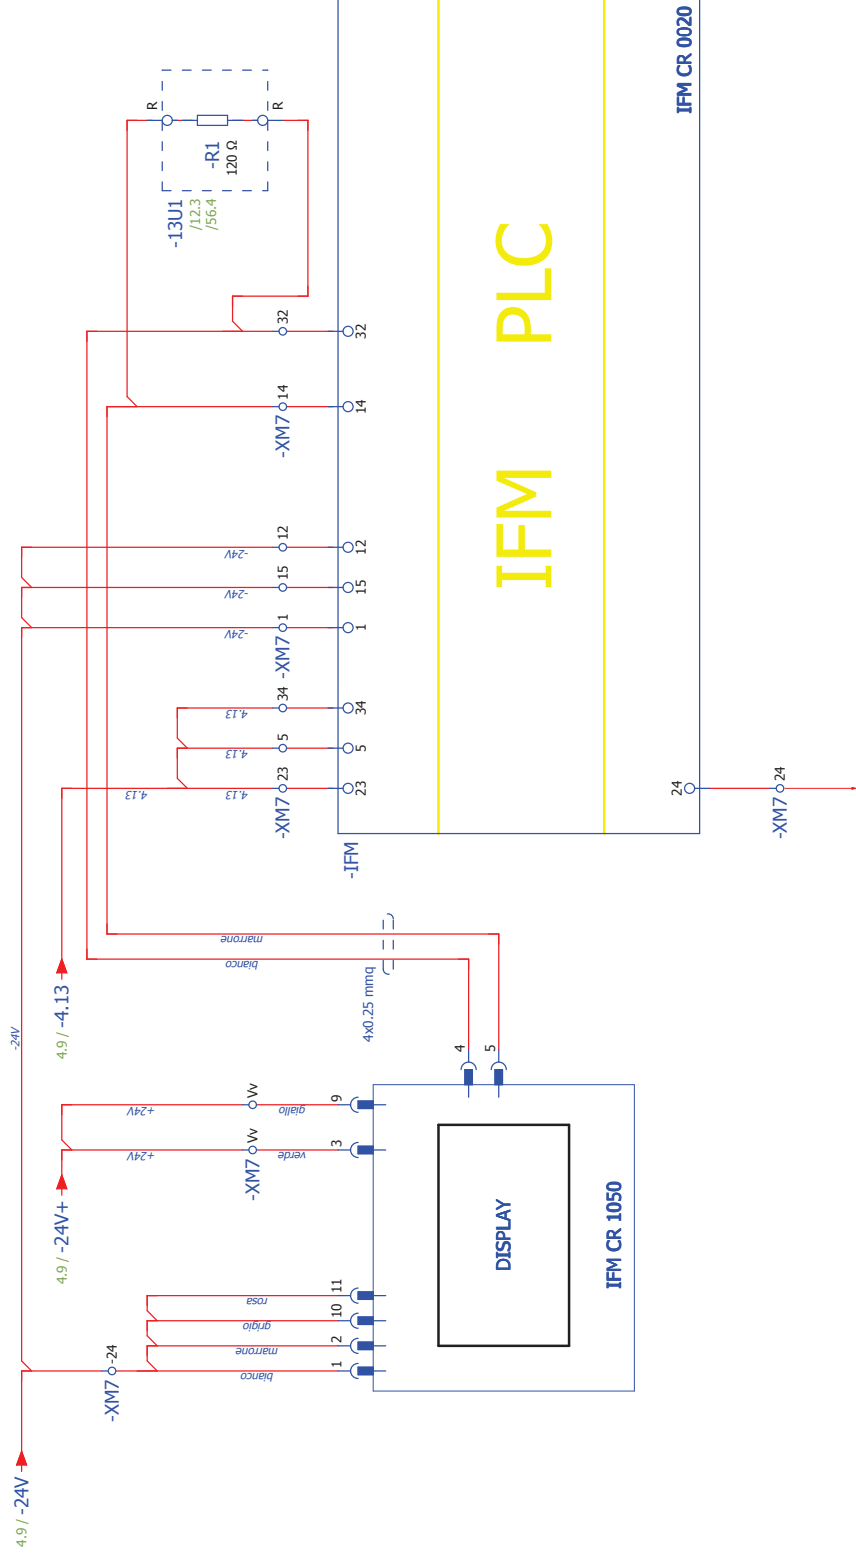 4.9 / -24V
-24V
4.9 / -24V+
4.9 / -4.13
-XM7
-24
+24V
+24V
4.13
R
-13U1
/12.3
/56.4
-R1
120 Ω
R
4.13
4.13
4.13
-24V
-24V
-24V
bianco
marrone
grigio
rosa
-XM7
Vv
Vv
verde
giallo
bianco
marrone
-XM7
23
5
34
-XM7
1
15
12
-XM7
14
32
1
2
10
11
3
9
4x0.25 mmq
-IFM
23
5
34
1
15
12
14
32
4
5
DISPLAY
IFM PLC
IFM CR 1050
24
IFM CR 0020
-XM7
24